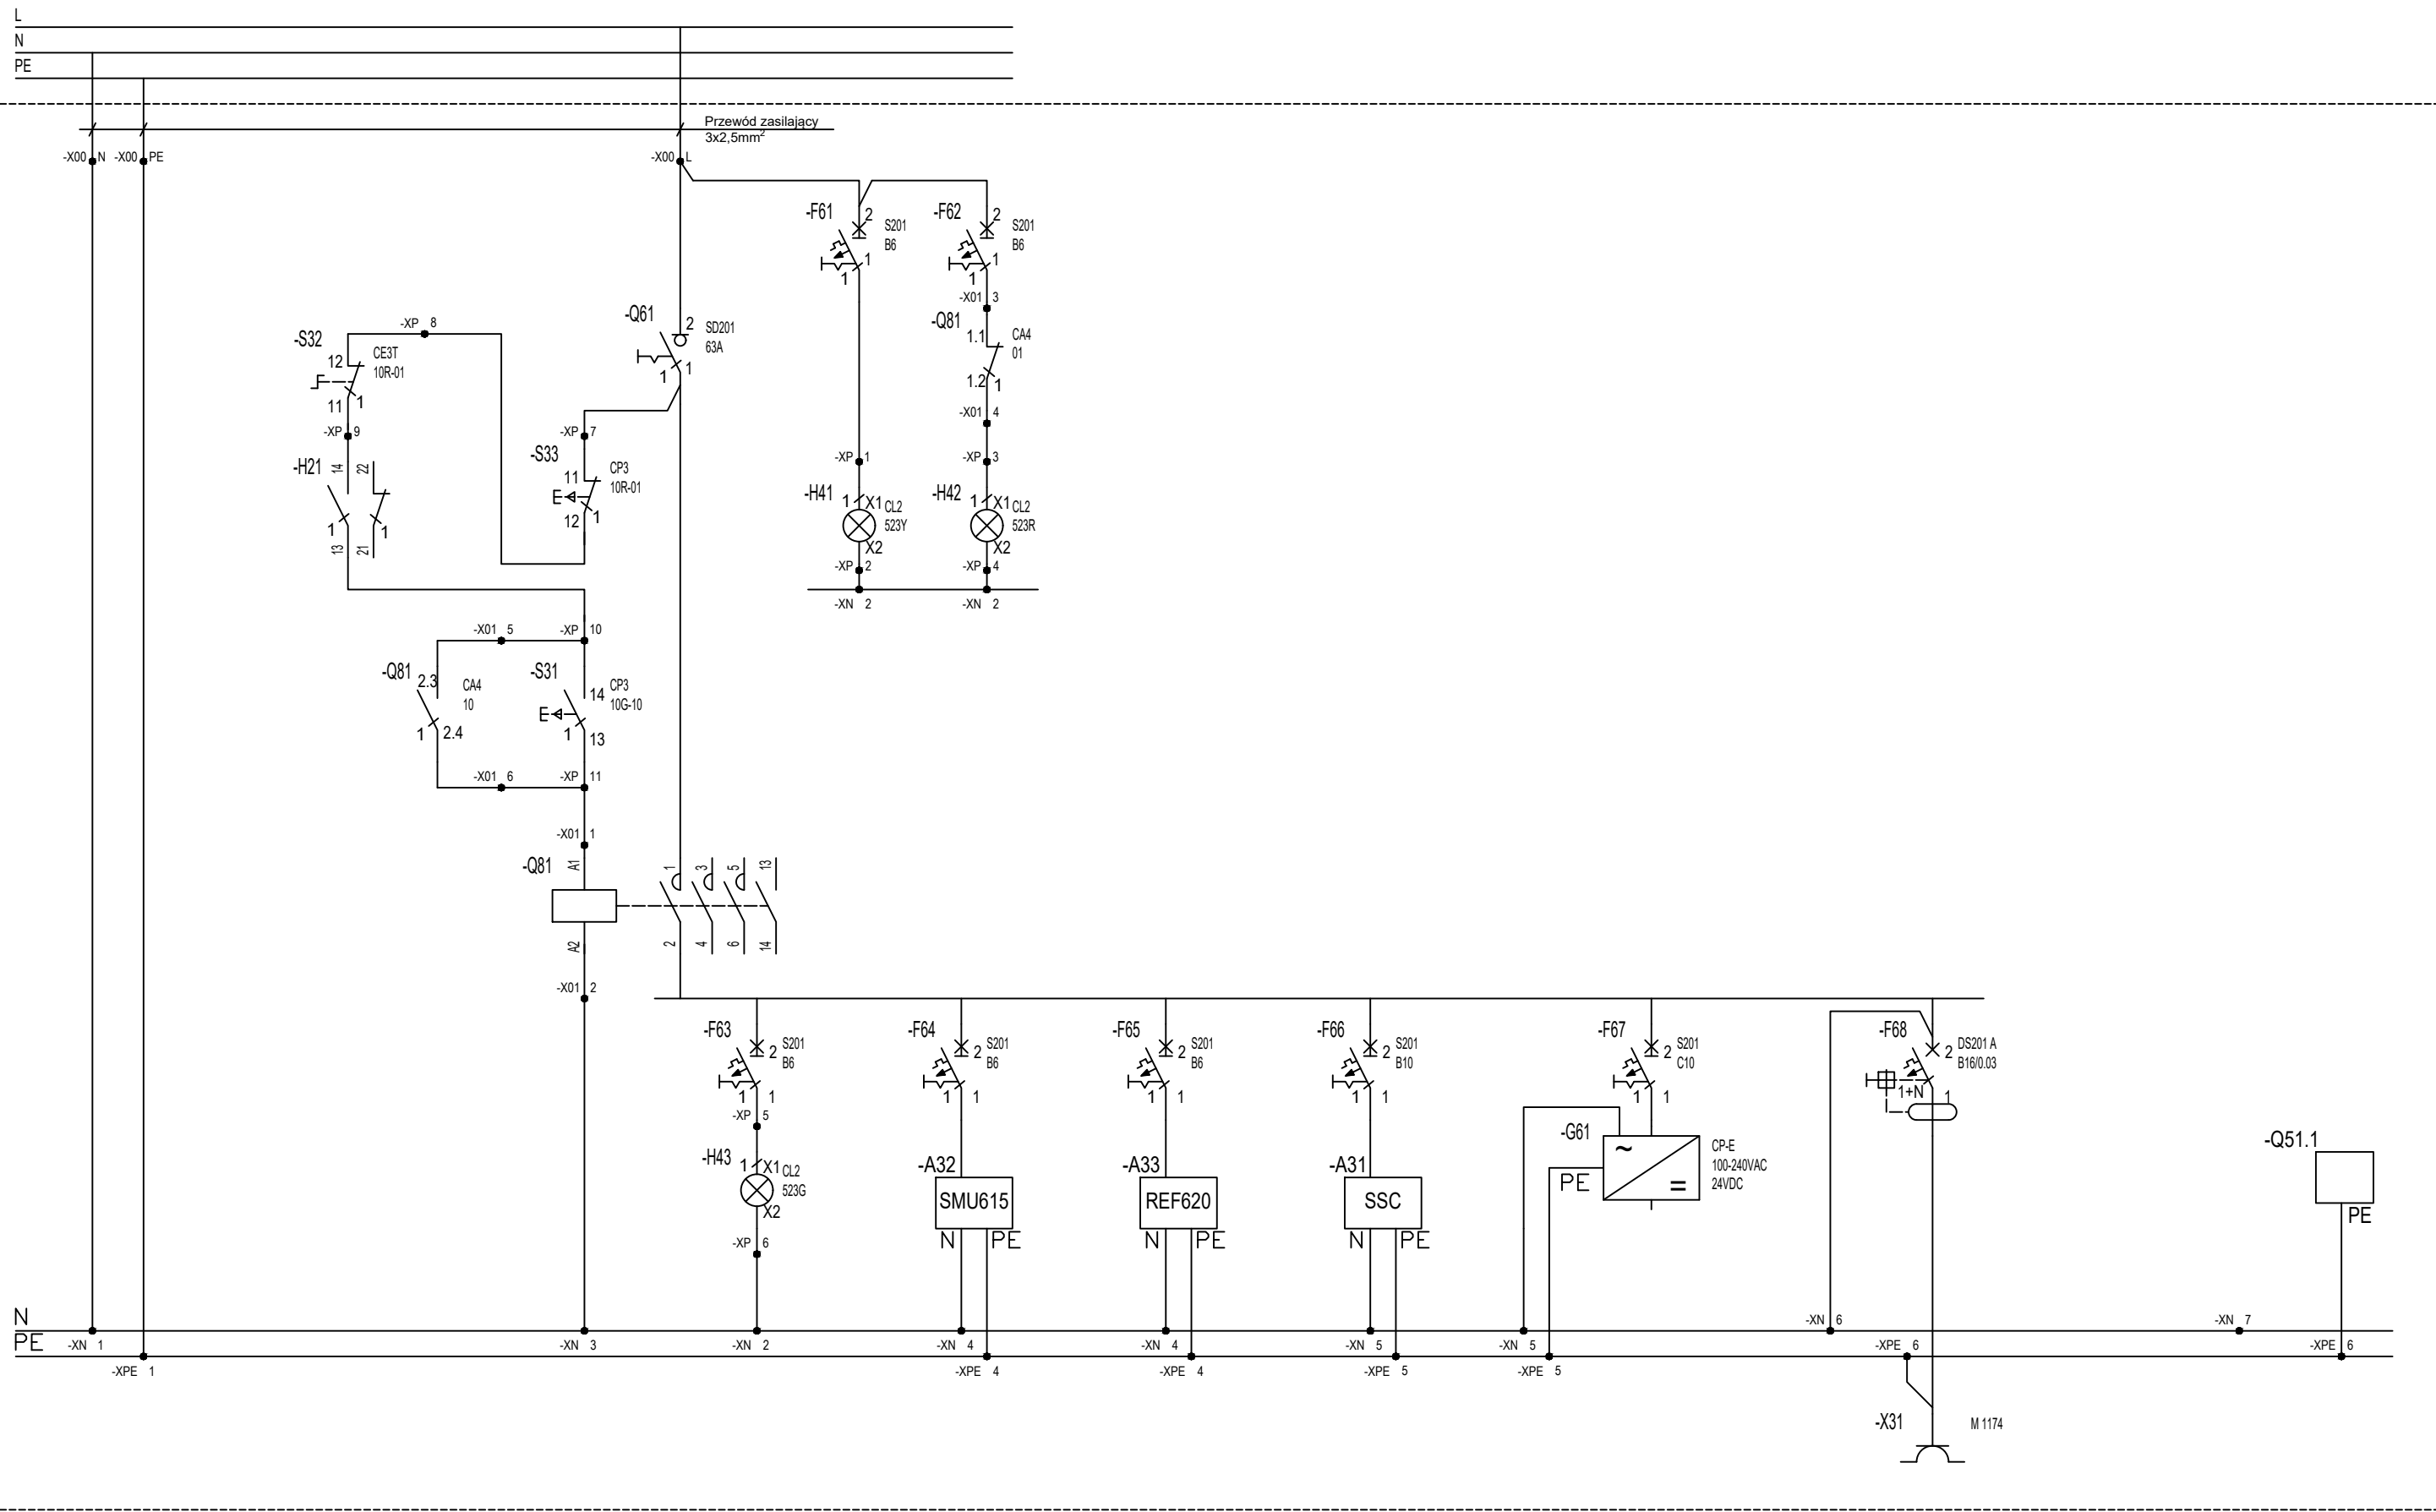 L
N
PE
Przewód zasilający
3x2,5mm²
-X00 N
-X00 PE
-X00 L
-F61
2
S201
B6
1
1
-F62
2
S201
B6
1
1
-X01 3
-Q81
1.1
CA4
01
1.2
1
-X01 4
-Q61
2
SD201
63A
1
1
-XP 8
-S32
12
CE3T
10R-01
11
1
-XP 9
-H21
14
22
1
1
13
21
-XP 7
-S33
11
CP3
10R-01
12
1
-XP 1
-H41
1
X1
CL2
523Y
X2
-XP 2
-XN 2
-XP 3
-H42
1
X1
CL2
523R
X2
-XP 4
-XN 2
-X01 5
-XP 10
-Q81
2.3
CA4
10
1
2.4
-S31
14
CP3
10G-10
1
13
-X01 6
-XP 11
-X01 1
-Q81
A1
A2
1
3
5
13
2
4
6
14
-X01 2
-F63
2
S201
B6
1
1
-XP 5
-H43
1
X1
CL2
523G
X2
-XP 6
-F64
2
S201
B6
1
1
-A32
SMU615
N
PE
-F65
2
S201
B6
1
1
-A33
REF620
N
PE
-F66
2
S201
B10
1
1
-A31
SSC
N
PE
-F67
2
S201
C10
1
1
-G61
~
=
PE
CP-E
100-240VAC
24VDC
-F68
2
DS201 A
B16/0.03
1+N
1
-Q51.1
PE
N
PE
-XN 1
-XPE 1
-XN 3
-XN 2
-XN 4
-XPE 4
-XN 4
-XPE 4
-XN 5
-XPE 5
-XN 5
-XPE 5
-XN 6
-XPE 6
-XN 7
-XPE 6
-X31
M 1174